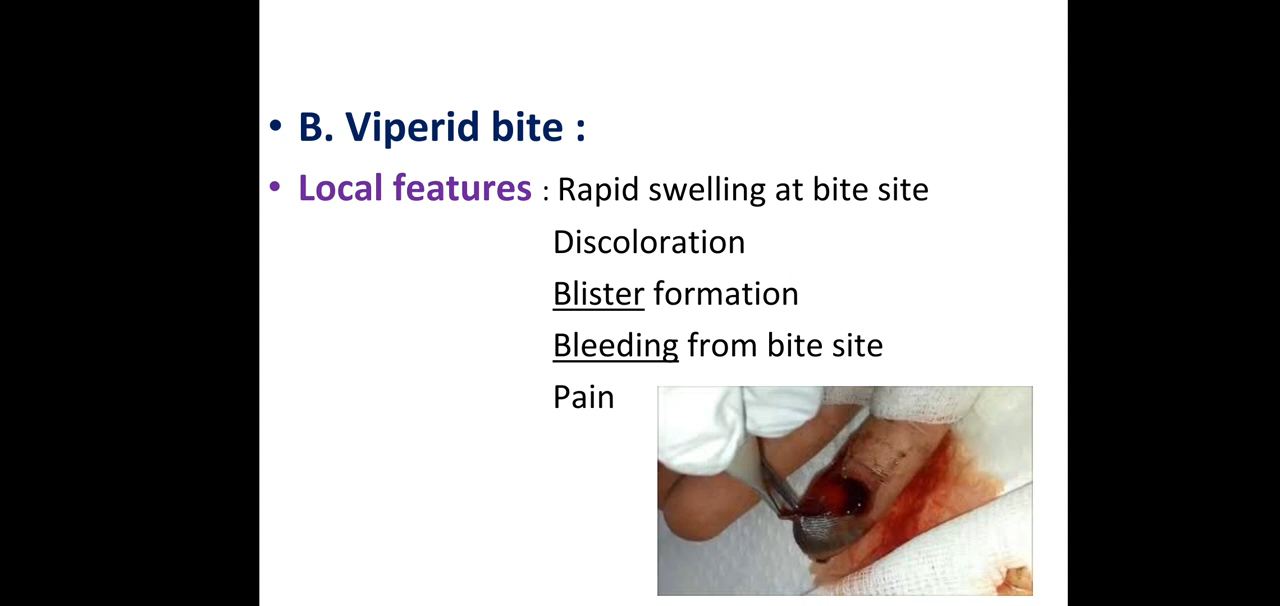 • B. Viperid bite :
• Local features : Rapid swelling at bite site
Discoloration
Blister formation
Bleeding from bite site
Pain